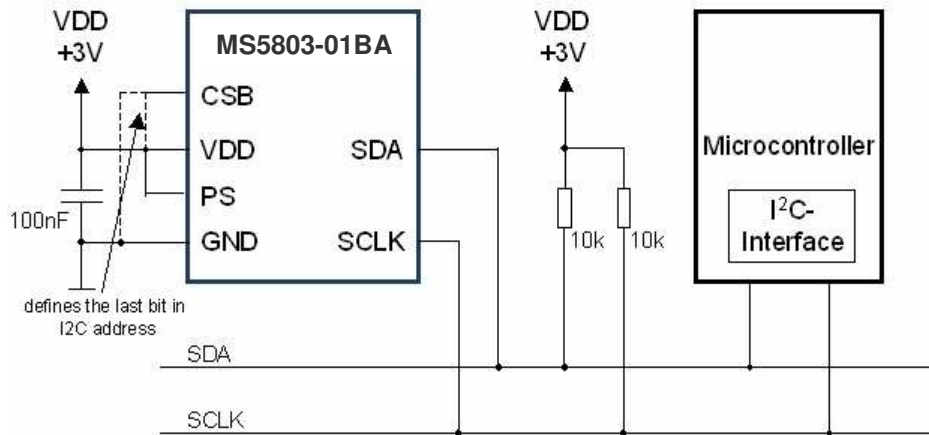 VDD
+3V
MS5803-01BA
CSB
VDD
PS
GND
SDA
SCLK
100nF
defines the last bit in
I2C address
VDD
+3V
10k
10k
Microcontroller
I²C-
Interface
SDA
SCLK